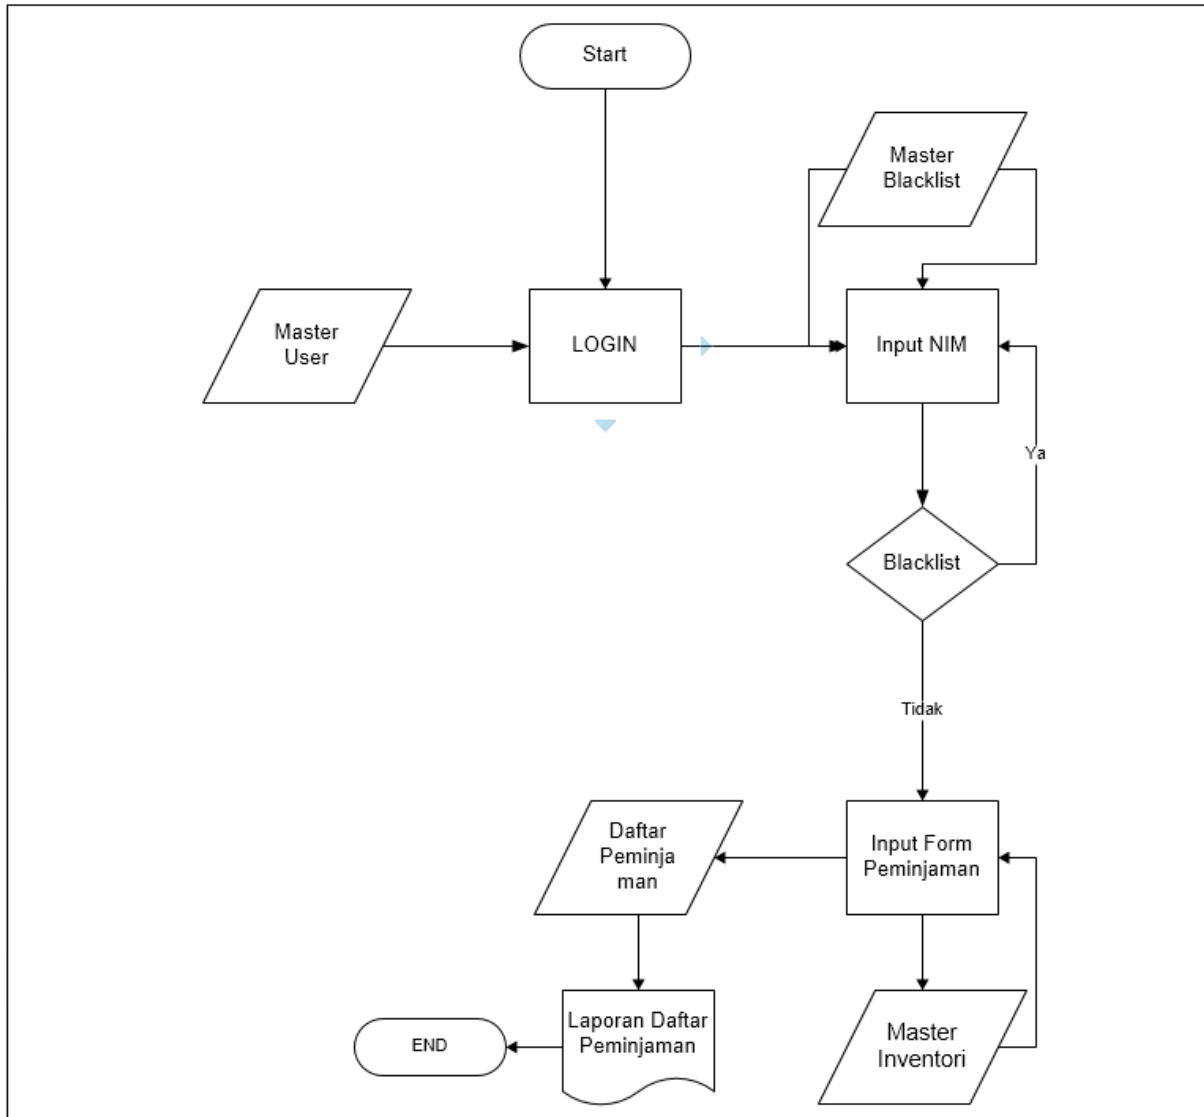 Start
Master
Blacklist
Master
User
LOGIN
Input NIM
Ya
Blacklist
Tidak
Daftar
Peminja
man
Input Form
Peminjaman
Laporan Daftar
Peminjaman
END
Master
Inventori